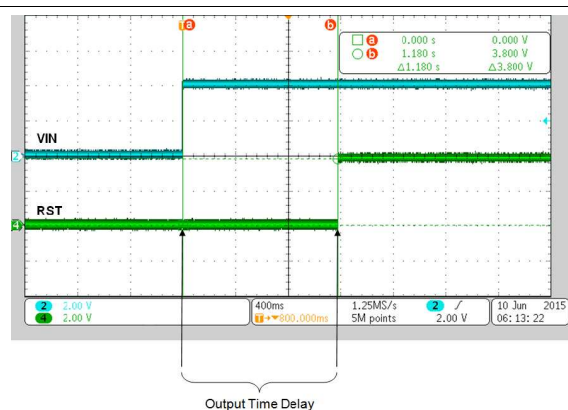 T a b
a 0.000 s 0.000 V
b 1.180 s 3.800 V
Δ1.180 s Δ3.800 V
VIN
2
RST
4
2 2.00 V
4 2.00 V
400ms
T→▼800.000ms
1.25MS/s
5M points
2 ∫ 
2.00 V
10 Jun 2015
06:13:22
Output Time Delay